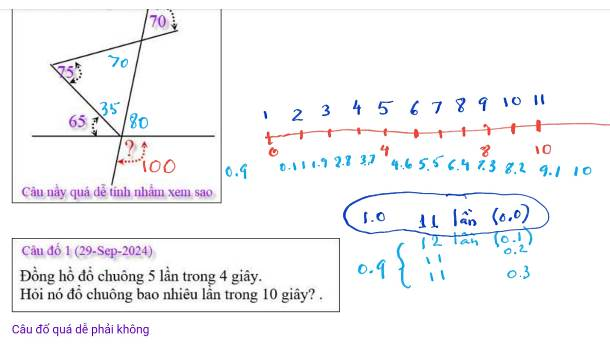 70
75
70
65 35 80
?
100
Câu nầy quá dễ tính nhẩm xem sao
1 2 3 4 5 6 7 8 9 10 11
0 4 8 10
0.9 0.1 1 1.9 2.8 3.7 4.6 5.5 6.4 7.3 8.2 9.1 10
1.0 11 lần (0.0)
12 lần (0.1)
0.9 { 11 0.2
11 0.3
Câu đố 1 (29-Sep-2024)
Đồng hồ đổ chuông 5 lần trong 4 giây.
Hỏi nó đổ chuông bao nhiêu lần trong 10 giây? .
Câu đố quá dễ phải không